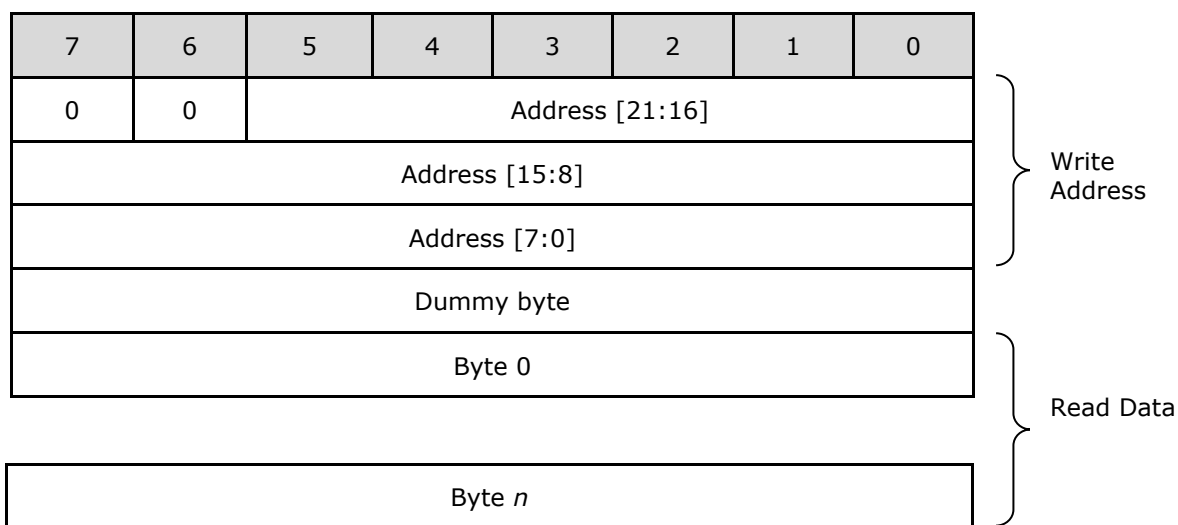 7 6 5 4 3 2 1 0
0 0 Address [21:16]
Address [15:8]
Address [7:0]
Write
Address
Dummy byte
Byte 0
Read Data
Byte n